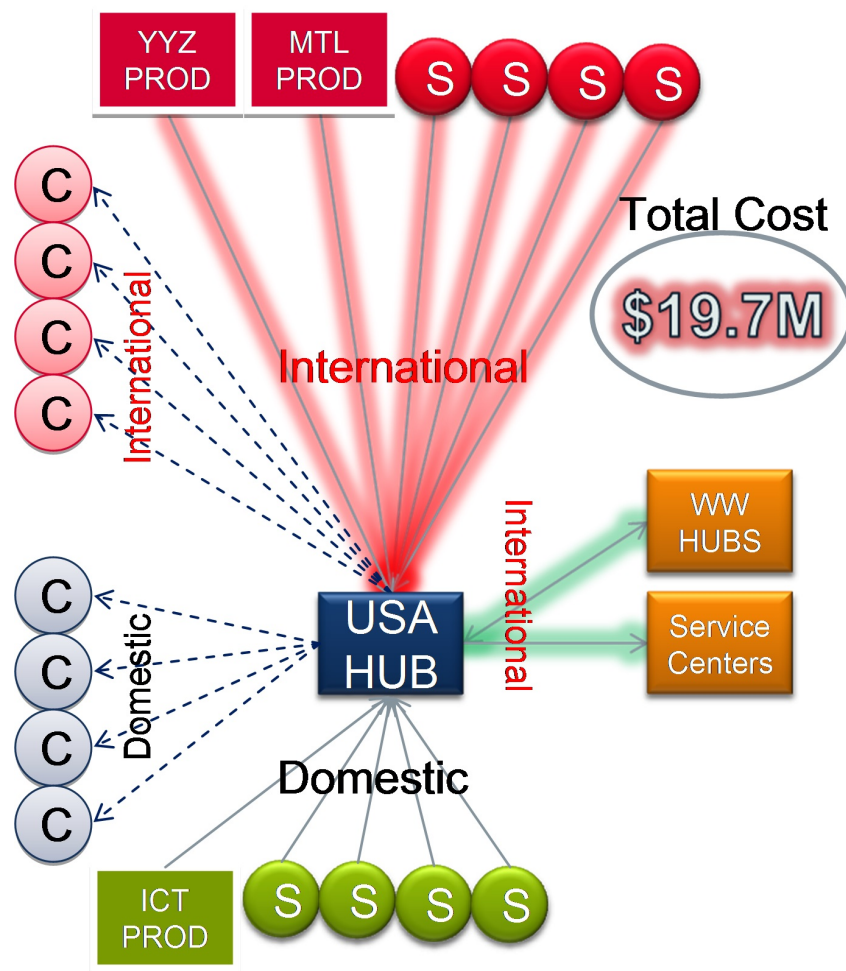 YYZ
PROD
MTL
PROD
S
S
S
S
C
C
C
C
International
International
Total Cost
$19.7M
WW
HUBS
International
Service
Centers
USA
HUB
C
C
C
C
Domestic
Domestic
ICT
PROD
S
S
S
S